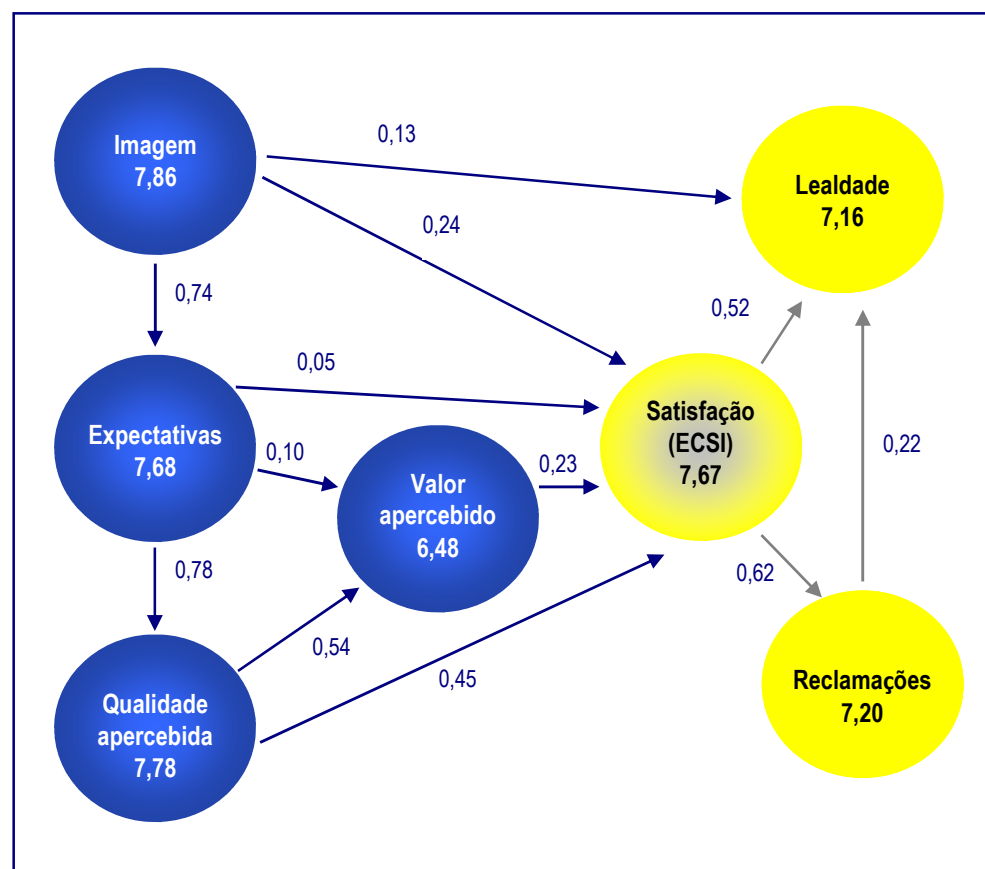 Imagem
7,86
0,13
Lealdade
7,16
0,24
0,74
0,52
0,05
Expectativas
7,68
0,10
Valor
apercebido
6,48
0,23
Satisfação
(ECSI)
7,67
0,22
0,78
0,62
0,54
0,45
Qualidade
apercebida
7,78
Reclamações
7,20